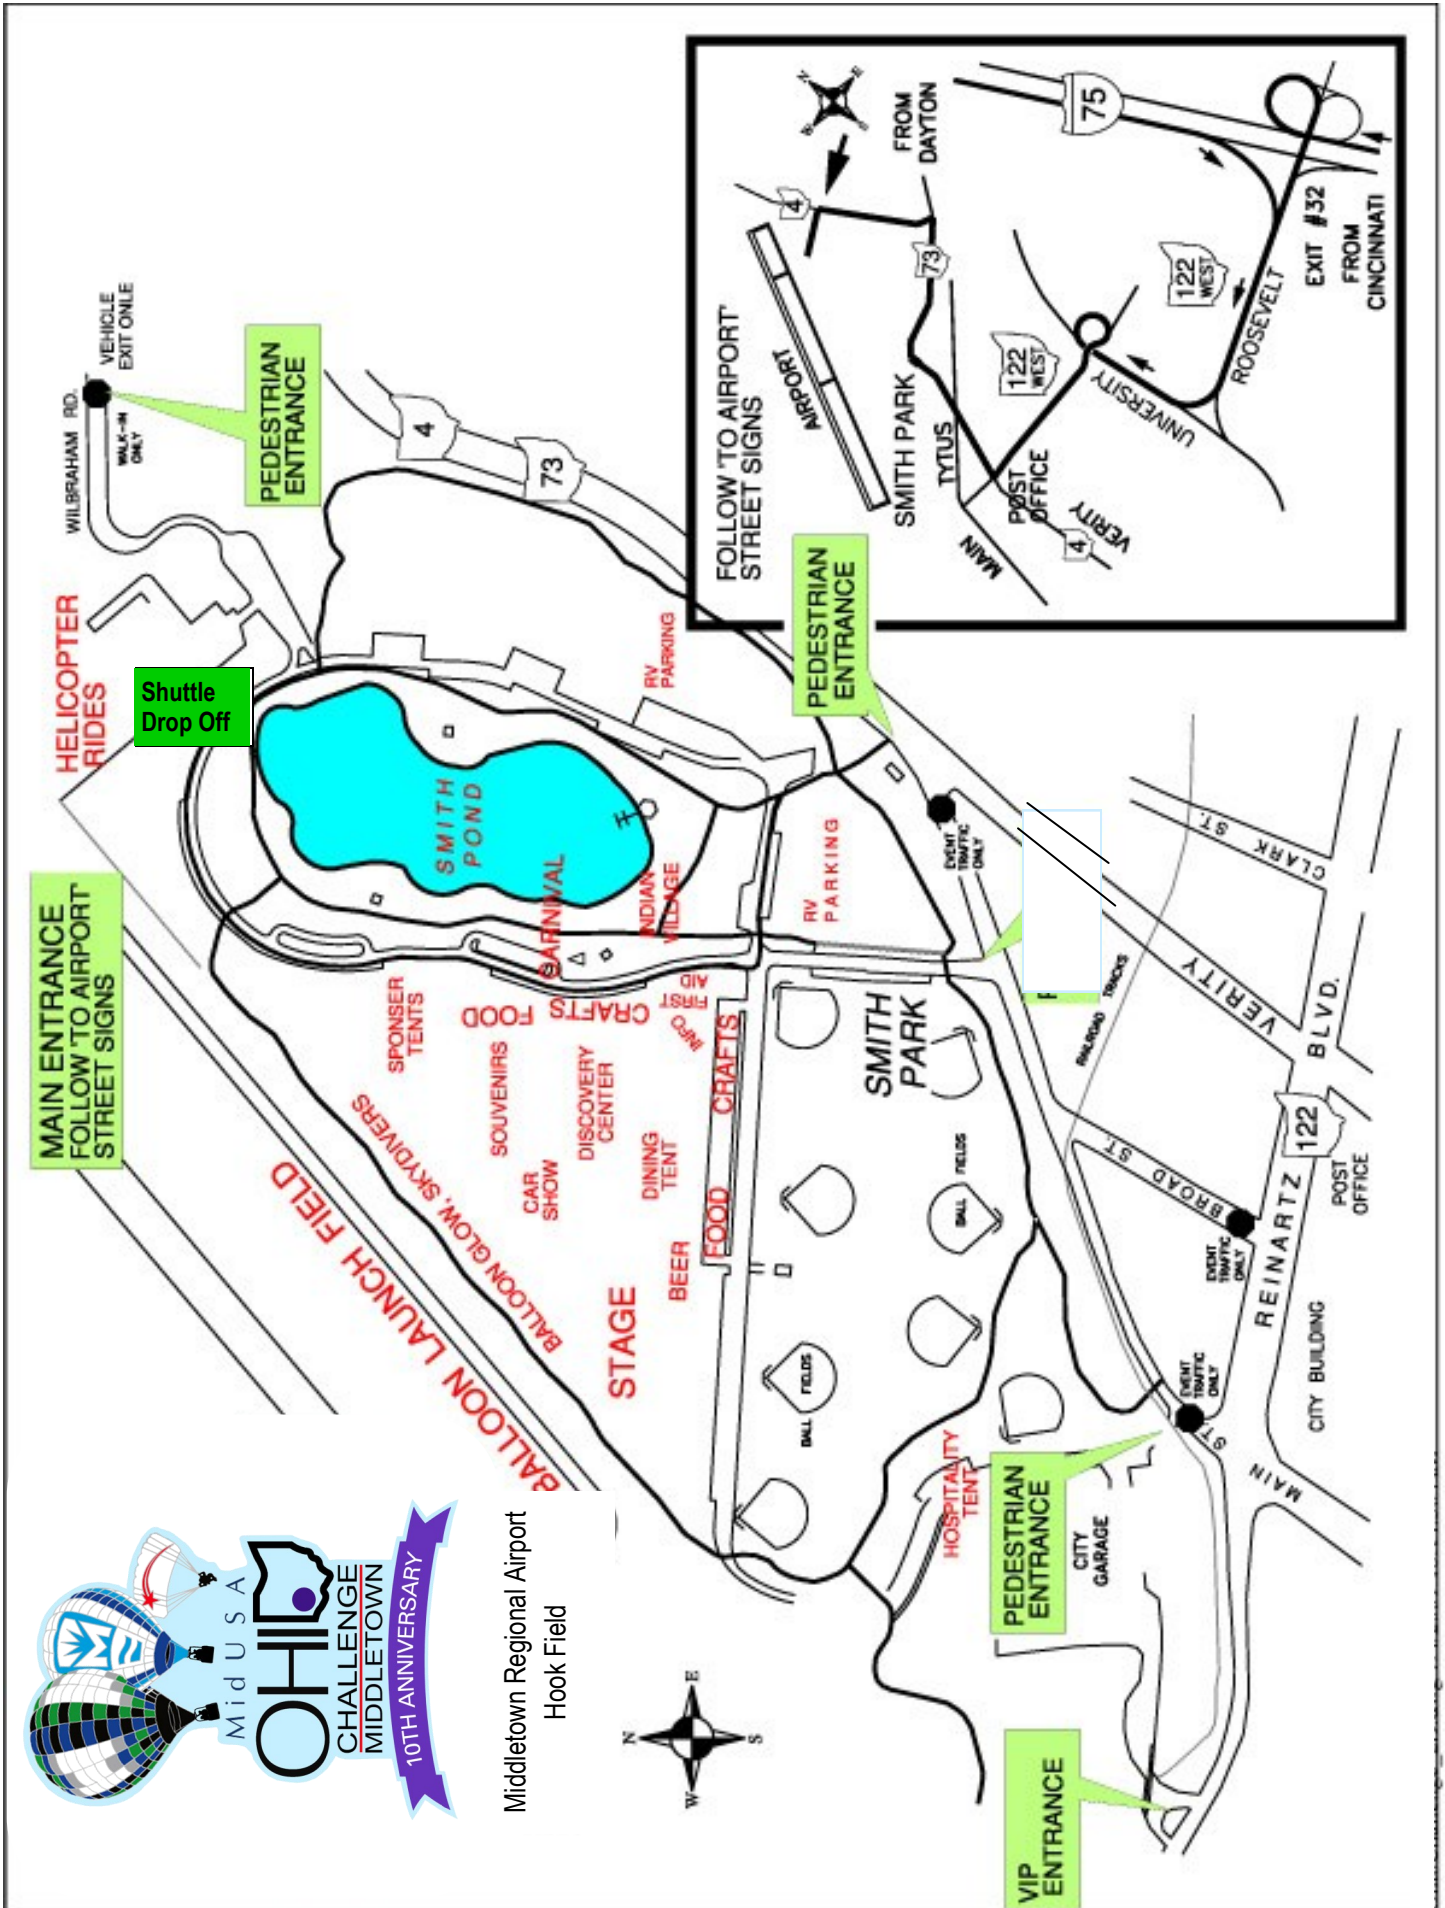 MidUSA
OHIO
CHALLENGE
MIDDLETOWN
10TH ANNIVERSARY
Middletown Regional Airport
Hook Field
N
E
S
W
MAIN ENTRANCE
FOLLOW 'TO AIRPORT'
STREET SIGNS
HELICOPTER
RIDES
Shuttle
Drop Off
WILBRAHAM RD.
WALK-IN
ONLY
VEHICLE
EXIT ONLE
PEDESTRIAN
ENTRANCE
4
73
BALLOON LAUNCH FIELD
BALLOON GLOW, SKYDIVERS
SPONSER
TENTS
FOOD
CRAFTS
SOUVENIRS
DISCOVERY
CENTER
CAR
SHOW
STAGE
DINING
TENT
BEER
INFO
FIRST
AID
FOOD
CRAFTS
SMITH
POND
CARNIVAL
INDIAN
VILLAGE
RV
PARKING
RV
PARKING
PEDESTRIAN
ENTRANCE
EVENT
TRAFFIC
ONLY
SMITH
PARK
BALL
FIELDS
BALL
FIELDS
HOSPITALITY
TENT
PEDESTRIAN
ENTRANCE
CITY
GARAGE
VIP
ENTRANCE
EVENT
TRAFFIC
ONLY
EVENT
TRAFFIC
ONLY
MAIN
ST.
BROAD ST.
RAILROAD
TRACKS
VERITY
CLARK ST.
REINARTZ
BLVD.
122
POST
OFFICE
CITY BUILDING
FOLLOW 'TO AIRPORT'
STREET SIGNS
AIRPORT
4
N
E
S
W
FROM
DAYTON
73
75
SMITH PARK
TYTUS
POST
OFFICE
MAIN
4
VERITY
122
WEST
UNIVERSITY
122
WEST
ROOSEVELT
EXIT #32
FROM
CINCINNATI